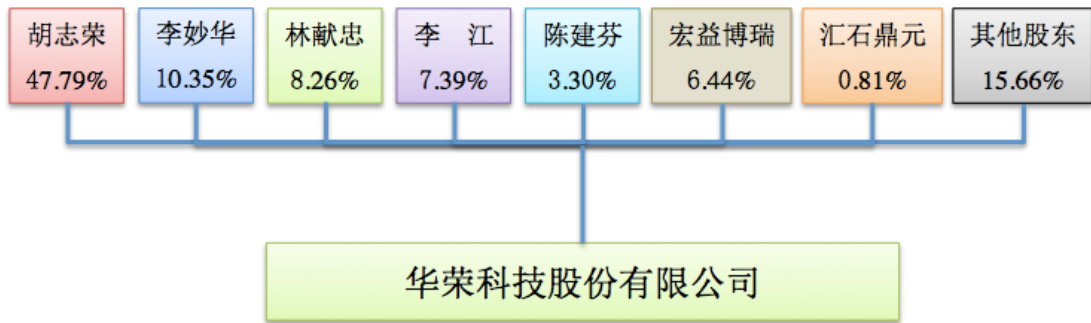 胡志荣
47.79%
李妙华
10.35%
林献忠
8.26%
李 江
7.39%
陈建芬
3.30%
宏益博瑞
6.44%
汇石鼎元
0.81%
其他股东
15.66%
华荣科技股份有限公司